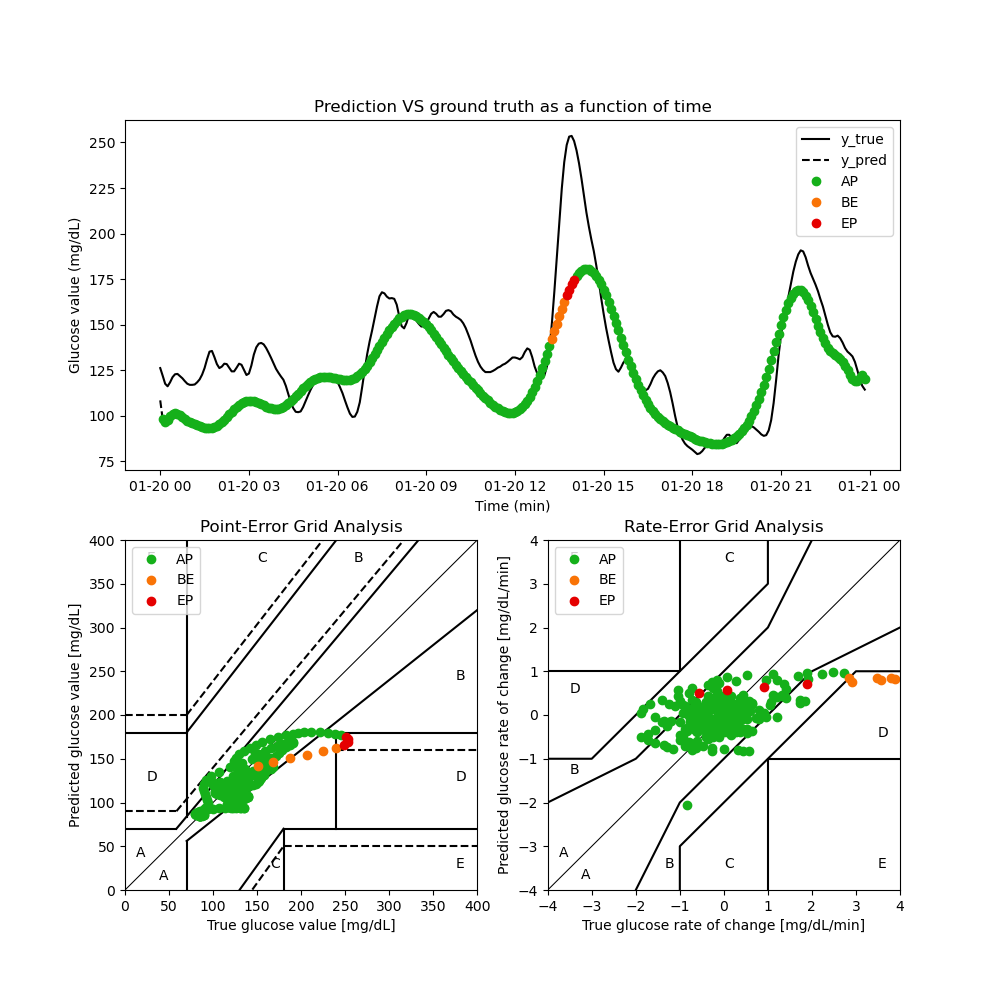 Prediction VS ground truth as a function of time
Glucose value (mg/dL)
250
225
200
175
150
125
100
75
y_true
y_pred
AP
BE
EP
01-20 00 01-20 03 01-20 06 01-20 09 01-20 12 01-20 15 01-20 18 01-20 21 01-21 00
Time (min)
Point-Error Grid Analysis
Predicted glucose value [mg/dL]
400
350
300
250
200
150
100
50
0
AP
BE
EP
C
B
B
D
D
A
A
C
E
0 50 100 150 200 250 300 350 400
True glucose value [mg/dL]
Rate-Error Grid Analysis
Predicted glucose rate of change [mg/dL/min]
4
3
2
1
0
−1
−2
−3
−4
AP
BE
EP
C
D
D
B
A
A
B
C
E
−4 −3 −2 −1 0 1 2 3 4
True glucose rate of change [mg/dL/min]